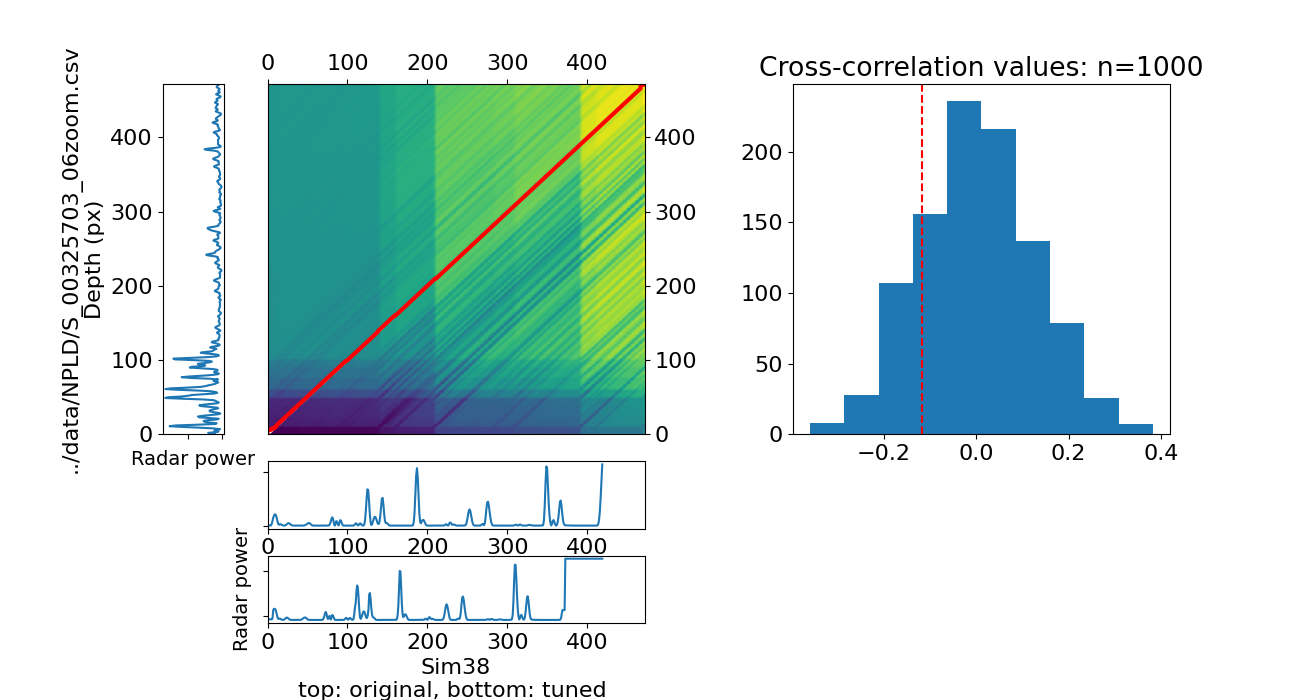 Cross-correlation values: n=1000
../data/NPLD/S_00325703_06zoom.csv
Depth (px)
0 100 200 300 400
400
300
200
100
0
400
300
200
100
0
Radar power
200
150
100
50
0
−0.2 0.0 0.2 0.4
0 100 200 300 400
Radar power
0 100 200 300 400
Sim38
top: original, bottom: tuned